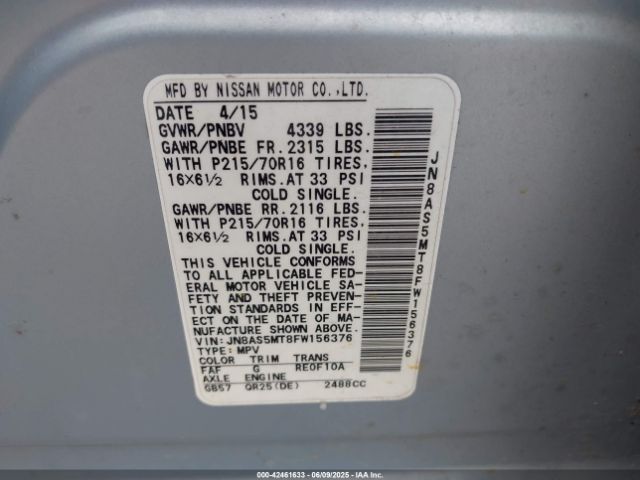 MFD BY NISSAN MOTOR CO.,LTD.
DATE 4/15
GVWR/PNBV 4339 LBS.
GAWR/PNBE FR. 2315 LBS.
WITH P215/70R16 TIRES,
16X6½ RIMS. AT 33 PSI
COLD SINGLE.
GAWR/PNBE RR. 2116 LBS.
WITH P215/70R16 TIRES,
16X6½ RIMS. AT 33 PSI
COLD SINGLE.
THIS VEHICLE CONFORMS
TO ALL APPLICABLE FED-
ERAL MOTOR VEHICLE SA-
FETY AND THEFT PREVEN-
TION STANDARDS IN EFF-
ECT ON THE DATE OF MA-
NUFACTURE SHOWN ABOVE.
VIN: JN8AS5MT8FW156376
TYPE: MPV
COLOR TRIM TRANS
FAF G RE0F10A
AXLE ENGINE
GB57 QR25(DE) 2488CC
JN8AS5MT8FW156376
000-42461633 - 06/09/2025 - IAAI.COM